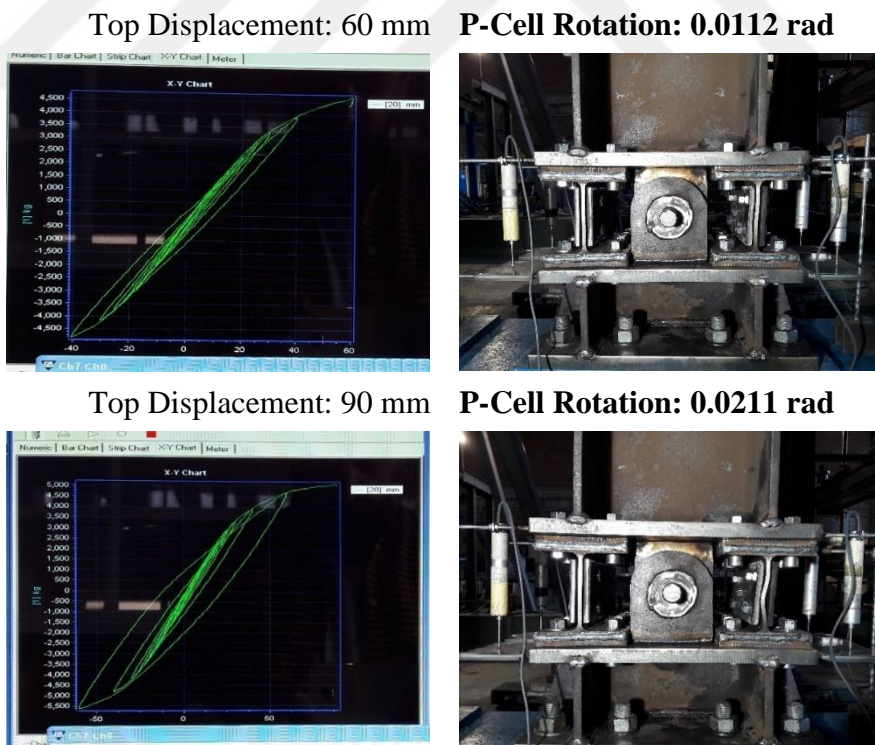 Top Displacement: 60 mm P-Cell Rotation: 0.0112 rad
Numeric | Bar Chart | Strip Chart | X-Y Chart | Meter |
X-Y Chart
[20] mm
4,500
4,000
3,500
3,000
2,500
2,000
1,500
1,000
500
0
-500
-1,000
-1,500
-2,000
-2,500
-3,000
-3,500
-4,000
-4,500
[1] kg
-40 -20 0 20 40 60
Ch7 Ch8
Top Displacement: 90 mm P-Cell Rotation: 0.0211 rad
Numeric | Bar Chart | Strip Chart | X-Y Chart | Meter |
X-Y Chart
[20] mm
5,000
4,500
4,000
3,500
3,000
2,500
2,000
1,500
1,000
500
0
-500
-1,000
-1,500
-2,000
-2,500
-3,000
-3,500
-4,000
-4,500
-5,000
-5,500
[1] kg
-50 0 50
Ch7 Ch8